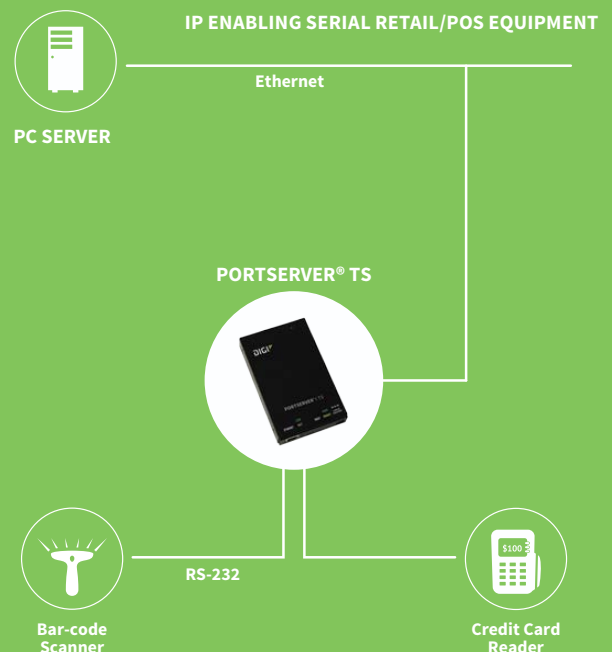 IP ENABLING SERIAL RETAIL/POS EQUIPMENT
Ethernet
PC SERVER
PORTSERVER® TS
DIGI
PORTSERVER® TS
RS-232
$100
Bar-code
Scanner
Credit Card
Reader